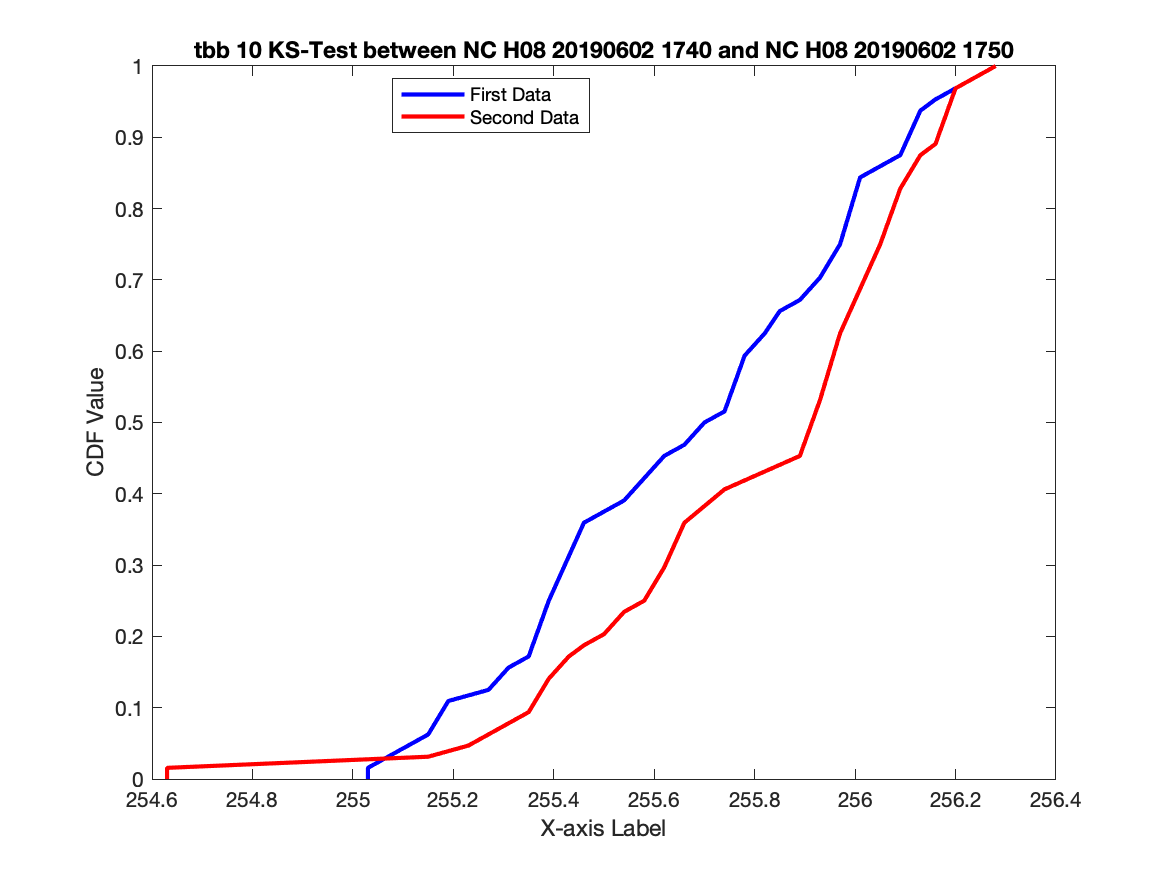 tbb 10 KS-Test between NC H08 20190602 1740 and NC H08 20190602 1750
First Data
Second Data
1
0.9
0.8
0.7
0.6
0.5
0.4
0.3
0.2
0.1
0
CDF Value
254.6 254.8 255 255.2 255.4 255.6 255.8 256 256.2 256.4
X-axis Label